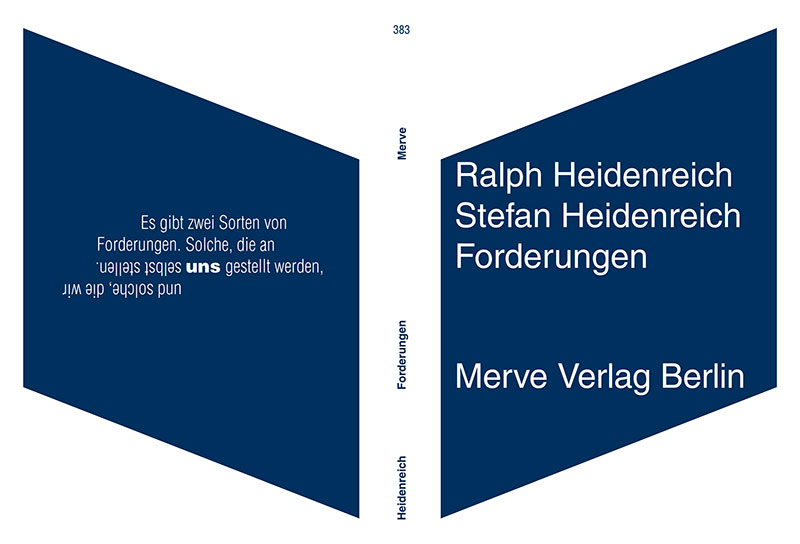 Es gibt zwei Sorten von
Forderungen. Solche, die an
uns gestellt werden,
und solche, die wir
selbst stellen.
383
Merve
Forderungen
Heidenreich
Ralph Heidenreich
Stefan Heidenreich
Forderungen
Merve Verlag Berlin